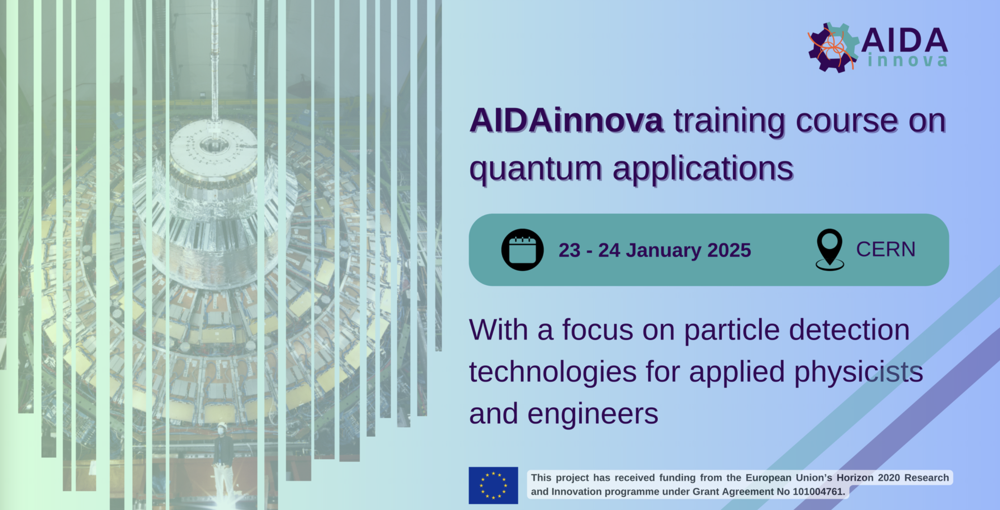 AIDA
innova
AIDAinnova training course on
quantum applications
23 - 24 January 2025
CERN
With a focus on particle detection
technologies for applied physicists
and engineers
This project has received funding from the European Union’s Horizon 2020 Research
and Innovation programme under Grant Agreement No 101004761.